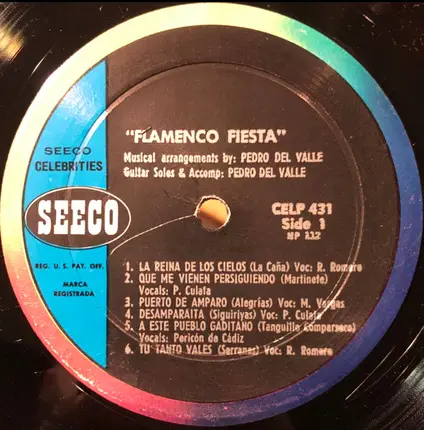 "FLAMENCO FIESTA"
Musical arrangements by: PEDRO DEL VALLE
Guitar Solos & Accomp: PEDRO DEL VALLE
SEECO
CELEBRITIES
SEECO
REG. U. S. PAT. OFF.
MARCA
REGISTRADA
CELP 431
Side 1
1. LA REINA DE LOS CIELOS (La Caña) Voc: R. Romero
2. QUE ME VIENEN PERSIGUIENDO (Martinete)
Vocals: P. Culata
3. PUERTO DE AMPARO (Alegrías) Voc: M. Vargas
4. DESAMPARAITA (Siguiriyas) Voc: P. Culata
5. A ESTE PUEBLO GADITANO (Tanguillo Comparsero)
Vocals: Pericón de Cádiz
6. TU TANTO VALES (Serranas) Voc: R. Romero